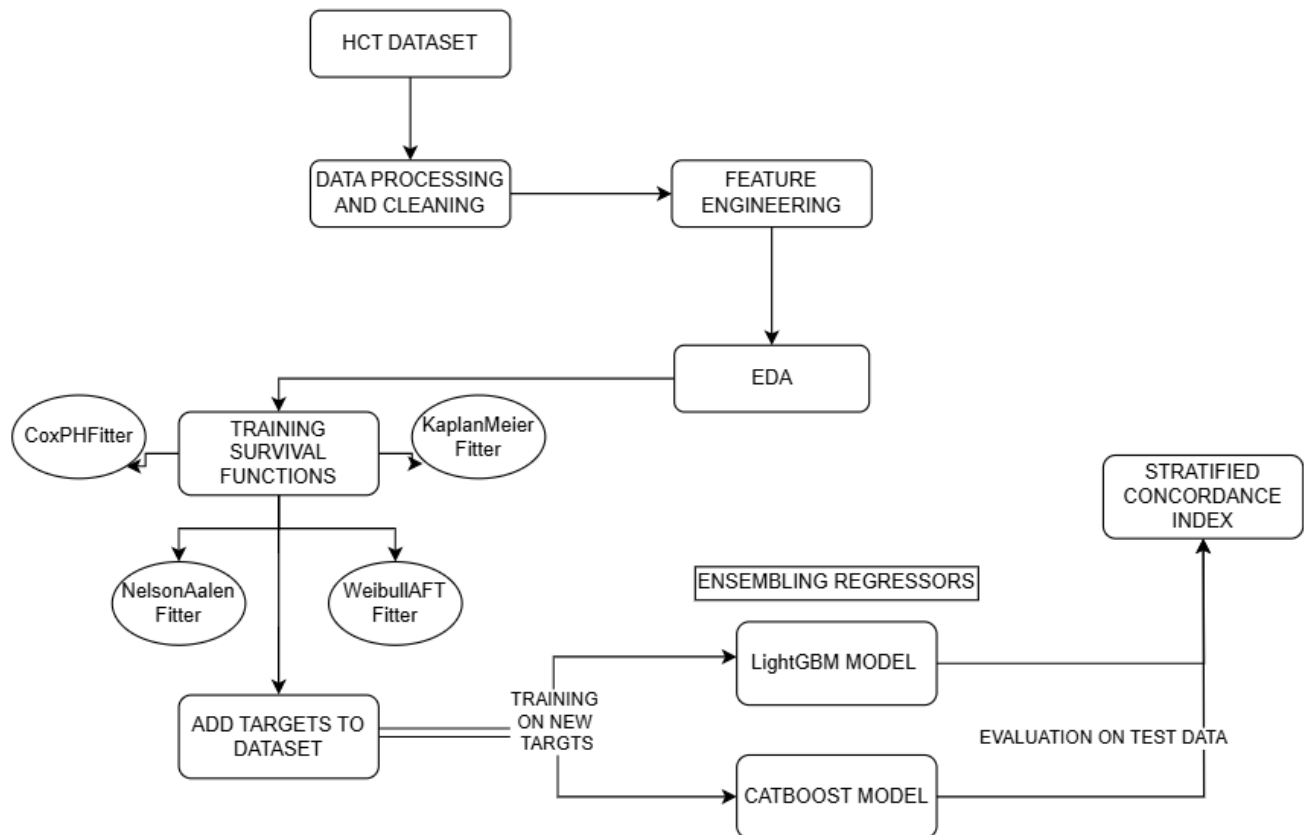 HCT DATASET
DATA PROCESSING
AND CLEANING
FEATURE
ENGINEERING
EDA
CoxPHFitter
TRAINING
SURVIVAL
FUNCTIONS
KaplanMeier
Fitter
NelsonAalen
Fitter
WeibullAFT
Fitter
STRATIFIED
CONCORDANCE
INDEX
ENSEMBLING REGRESSORS
LightGBM MODEL
ADD TARGETS TO
DATASET
TRAINING
ON NEW
TARGTS
EVALUATION ON TEST DATA
CATBOOST MODEL